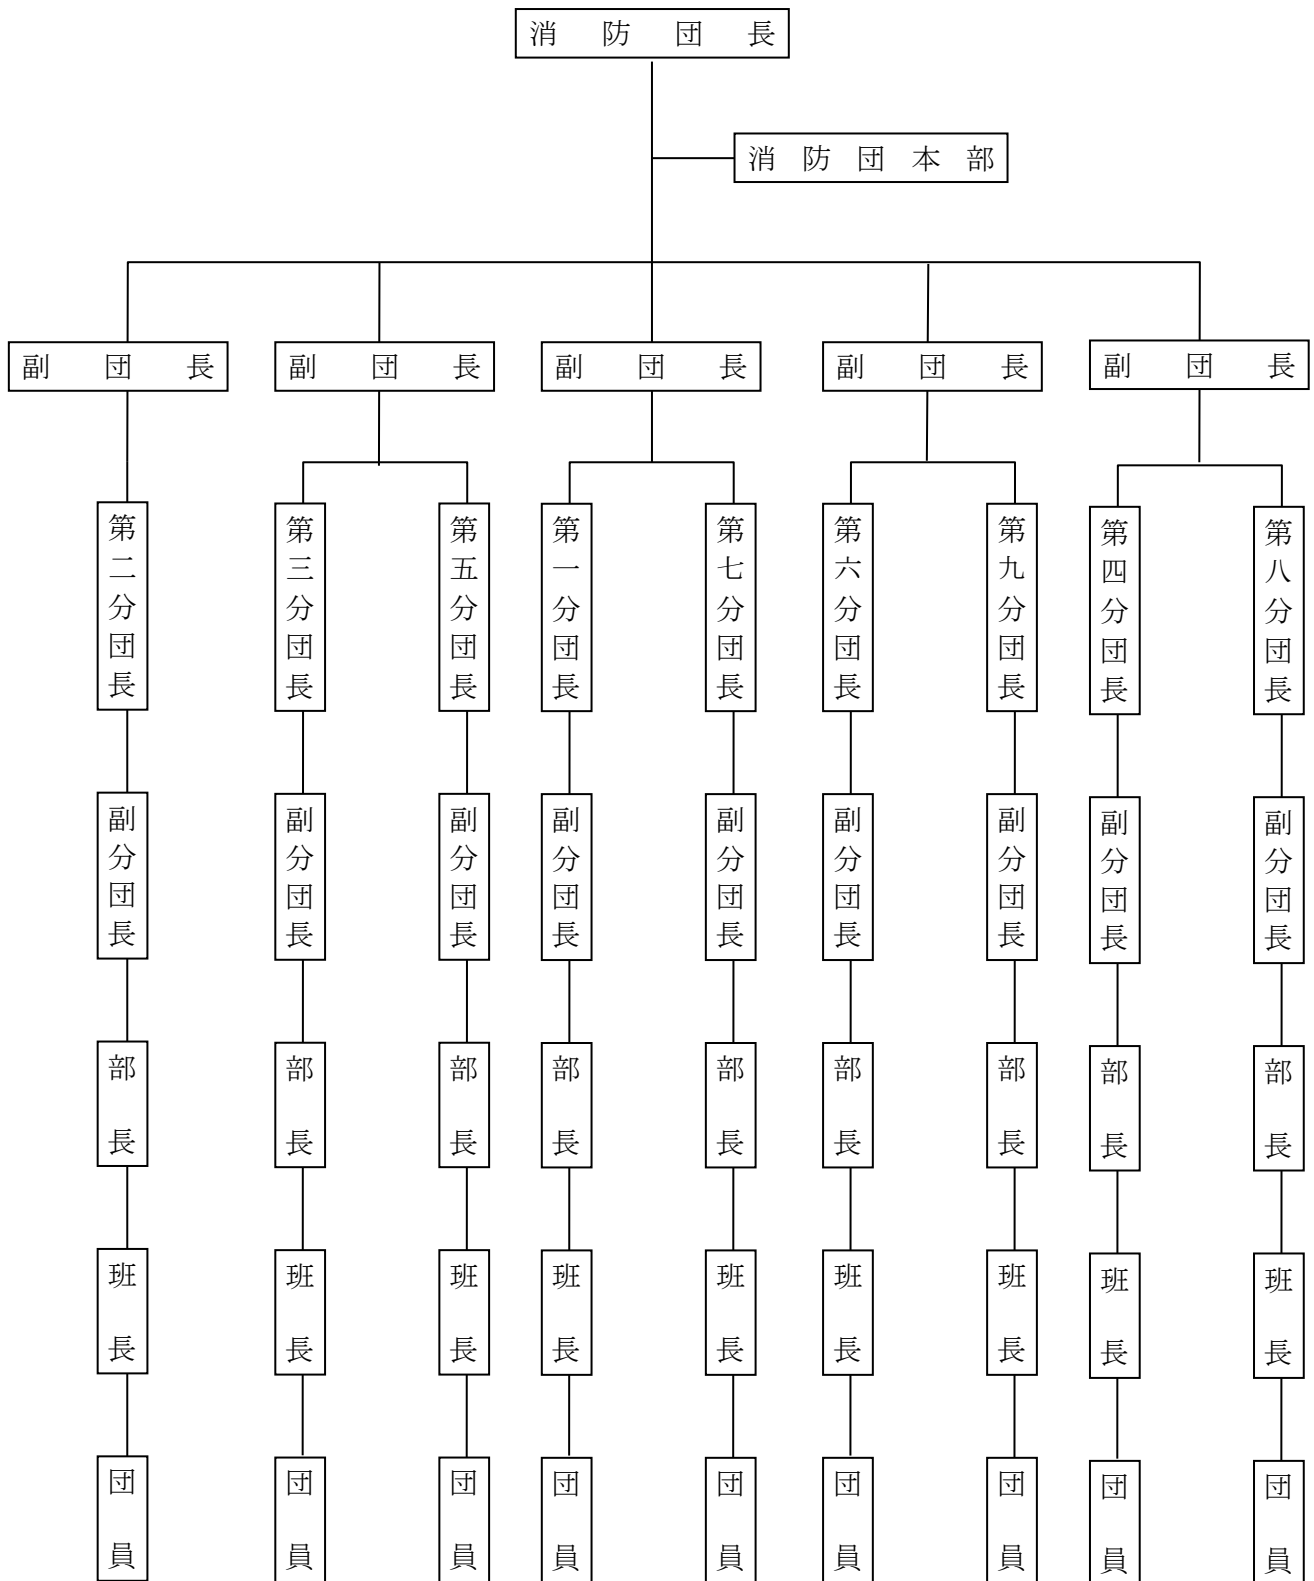 消防団長
消防団本部
副団長
副団長
副団長
副団長
副団長
第二分団長
第三分団長
第五分団長
第一分団長
第七分団長
第六分団長
第九分団長
第四分団長
第八分団長
副分団長
副分団長
副分団長
副分団長
副分団長
副分団長
副分団長
副分団長
副分団長
部長
部長
部長
部長
部長
部長
部長
部長
部長
班長
班長
班長
班長
班長
班長
班長
班長
班長
団員
団員
団員
団員
団員
団員
団員
団員
団員